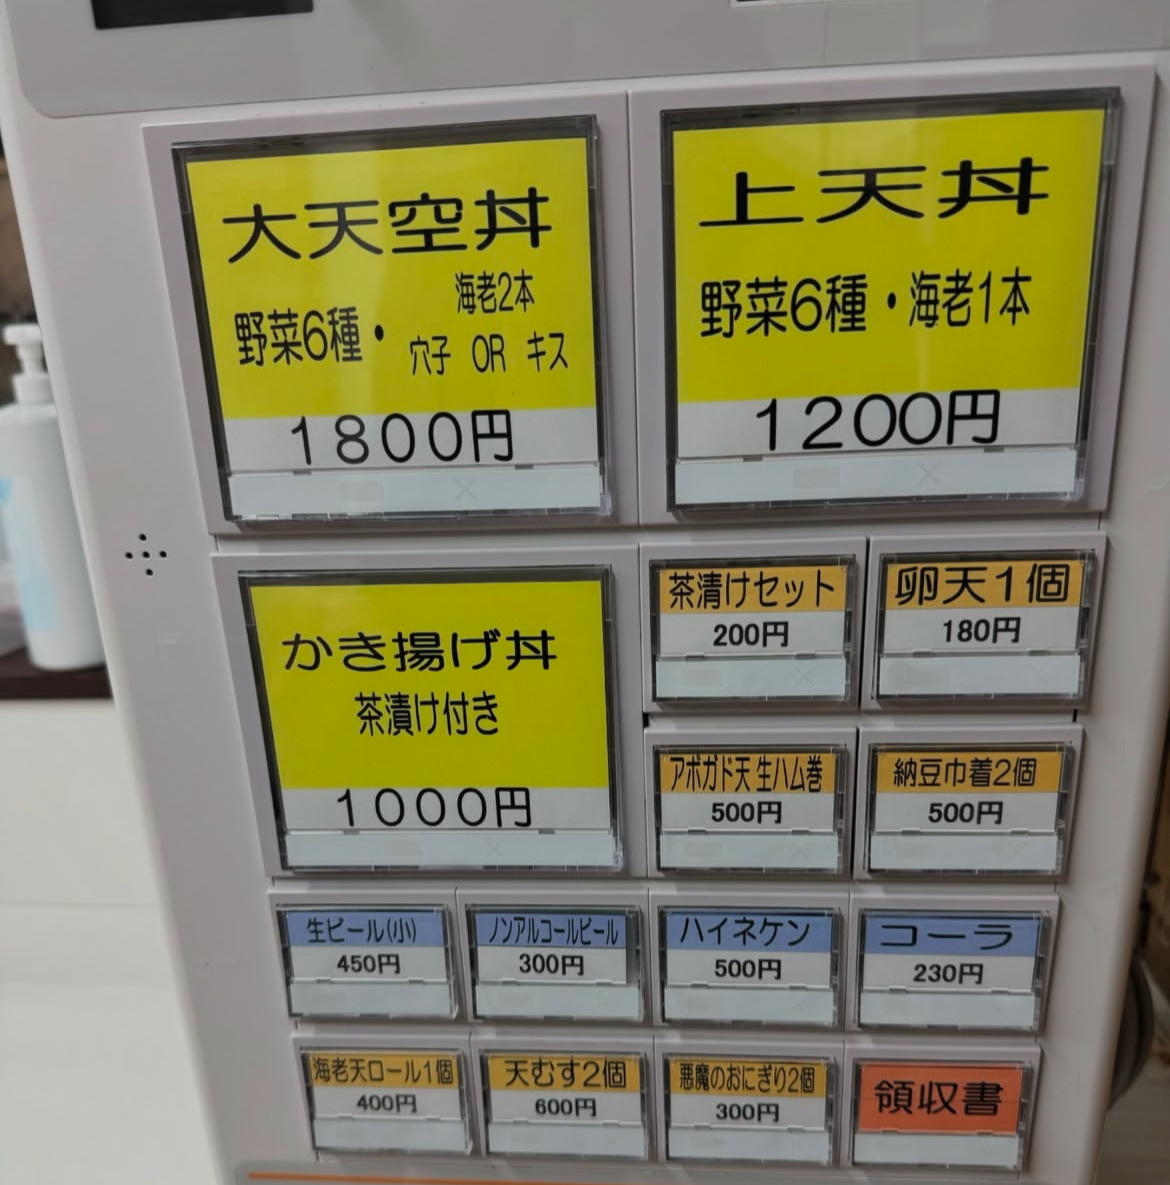 大天空丼
海老2本
野菜6種・
穴子 OR キス
1800円
上天丼
野菜6種・海老1本
1200円
かき揚げ丼
茶漬け付き
1000円
茶漬けセット
200円
卵天1個
180円
アボガド天 生ハム巻
500円
納豆巾着2個
500円
生ビール(小)
450円
ノンアルコールビール
300円
ハイネケン
500円
コーラ
230円
海老天ロール1個
400円
天むす2個
600円
悪魔のおにぎり2個
300円
領収書